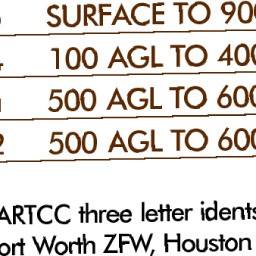 SURFACE TO 900
100 AGL TO 400
500 AGL TO 600
2 500 AGL TO 600
ARTCC three letter idents
ort Worth ZFW, Houston